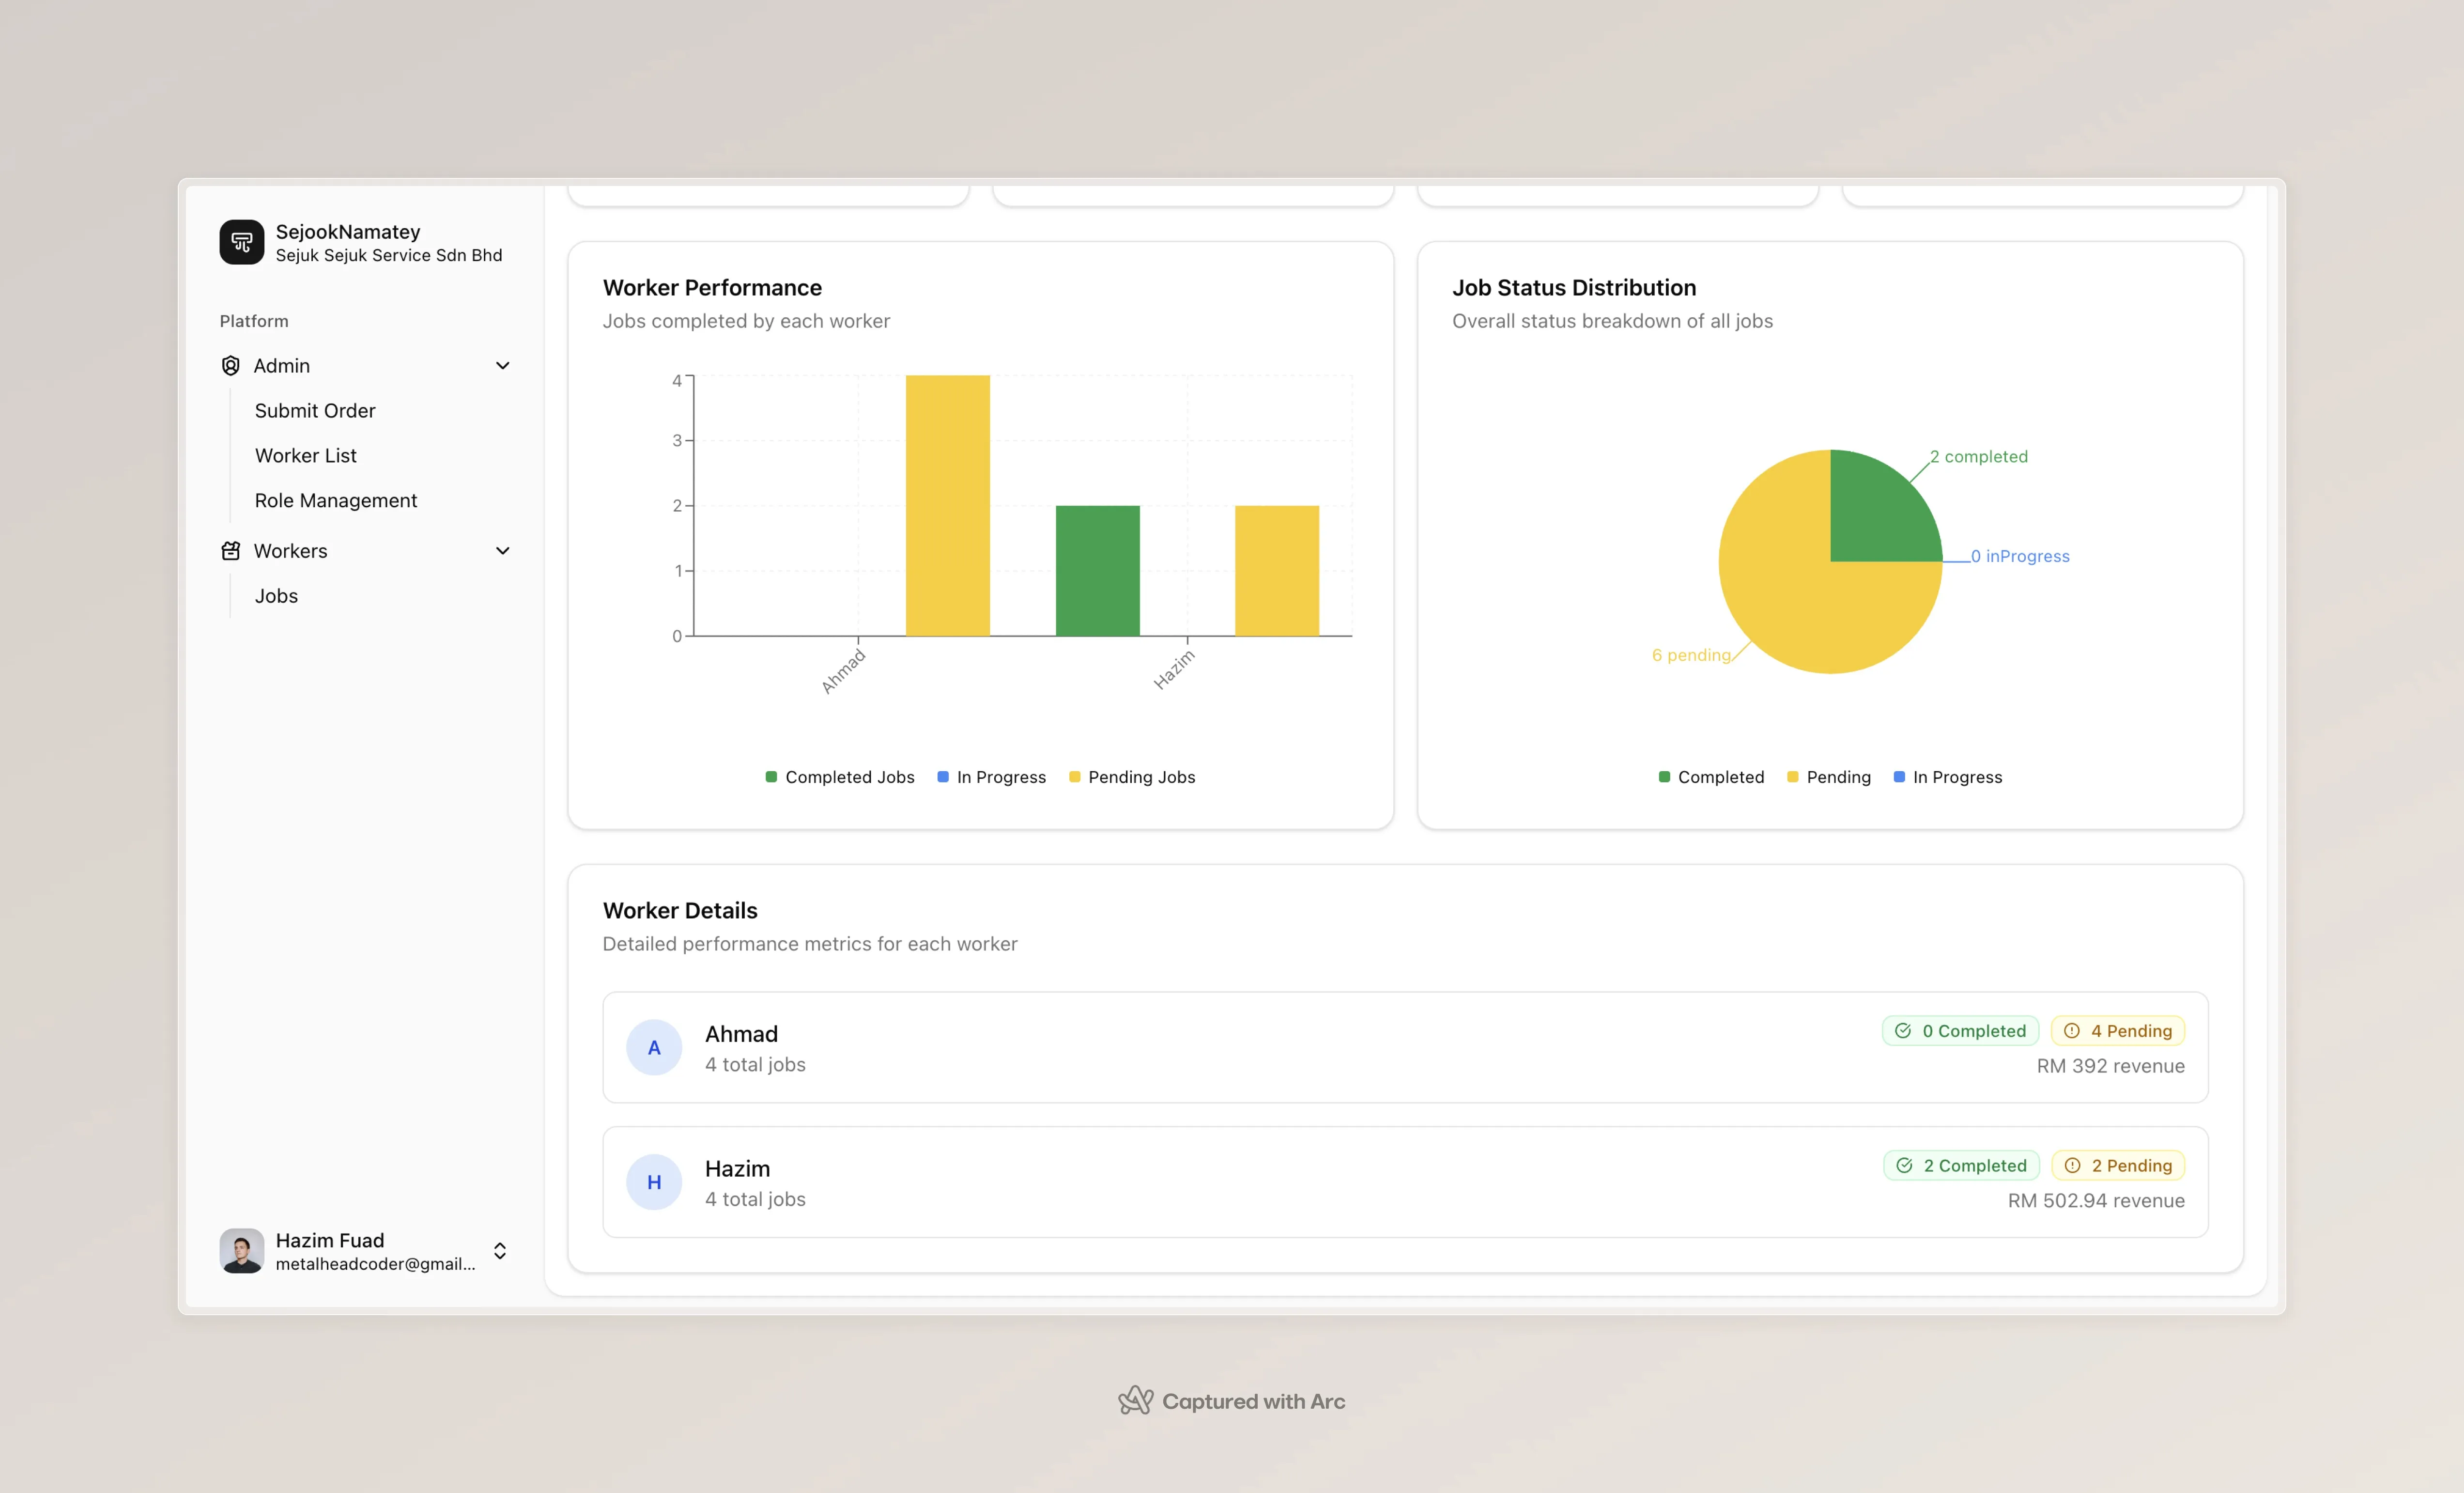 SejookNamatey
Sejuk Sejuk Service Sdn Bhd
Platform
Admin
Submit Order
Worker List
Role Management
Workers
Jobs
Hazim Fuad
metalheadcoder@gmail...
Worker Performance
Jobs completed by each worker
4
3
2
1
0
Ahmad
Hazim
Completed Jobs
In Progress
Pending Jobs
Job Status Distribution
Overall status breakdown of all jobs
2 completed
0 inProgress
6 pending
Completed
Pending
In Progress
Worker Details
Detailed performance metrics for each worker
A
Ahmad
4 total jobs
0 Completed
4 Pending
RM 392 revenue
H
Hazim
4 total jobs
2 Completed
2 Pending
RM 502.94 revenue
Captured with Arc